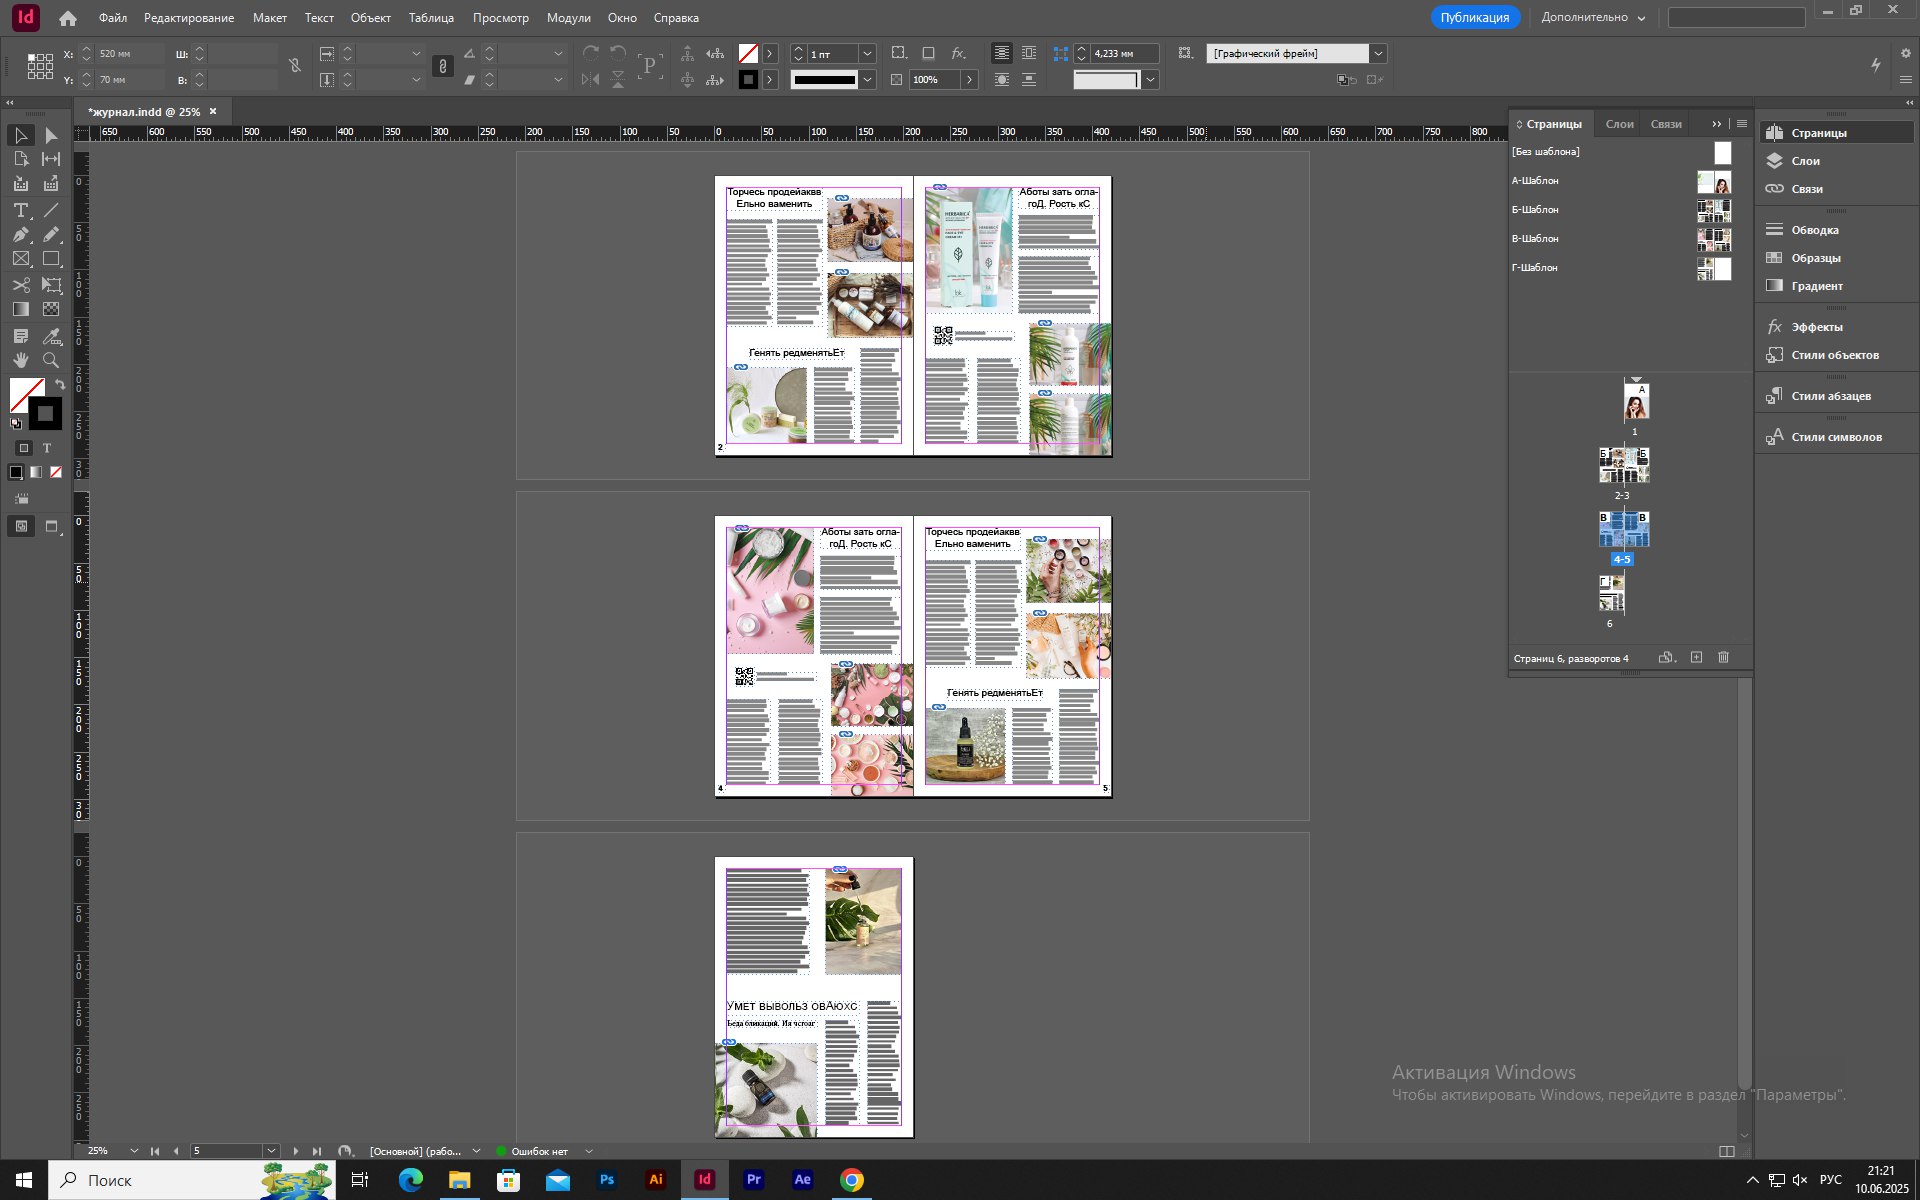 Id
Файл Редактирование Макет Текст Объект Таблица Просмотр Модули Окно Справка
Публикация Дополнительно
X: 520 мм Ш: 1 пт 4,233 мм [Графический фрейм]
Y: 70 мм В: 100%
*журнал.indd @ 25% ×
650 600 550 500 450 400 350 300 250 200 150 100 50 0 50 100 150 200 250 300 350 400 450 500 550 600 650 700 750 800
Страницы Слои Связи
[Без шаблона]
А-Шаблон
Б-Шаблон
В-Шаблон
Г-Шаблон
1
2-3
4-5
6
Страниц 6, разворотов 4
Страницы
Слои
Связи
Обводка
Образцы
Градиент
Эффекты
Стили объектов
Стили абзацев
Стили символов
Торчесь продейаквв
Ельно ваменить
Генять редменятьЕт
2
Аботы зать огла-
гоД. Рость кС
HERBARICA
Аботы зать огла-
гоД. Рость кС
4
Торчесь продейаквв
Ельно ваменить
Генять редменятьЕт
5
Умет вывольз овАюхс
Беда бликаций. Ия чстоаг
Активация Windows
Чтобы активировать Windows, перейдите в раздел "Параметры".
25% 5 [Основной] (рабо... Ошибок нет
Поиск
Ps Ai Id Pr Ae
РУС
21:21
10.06.2025